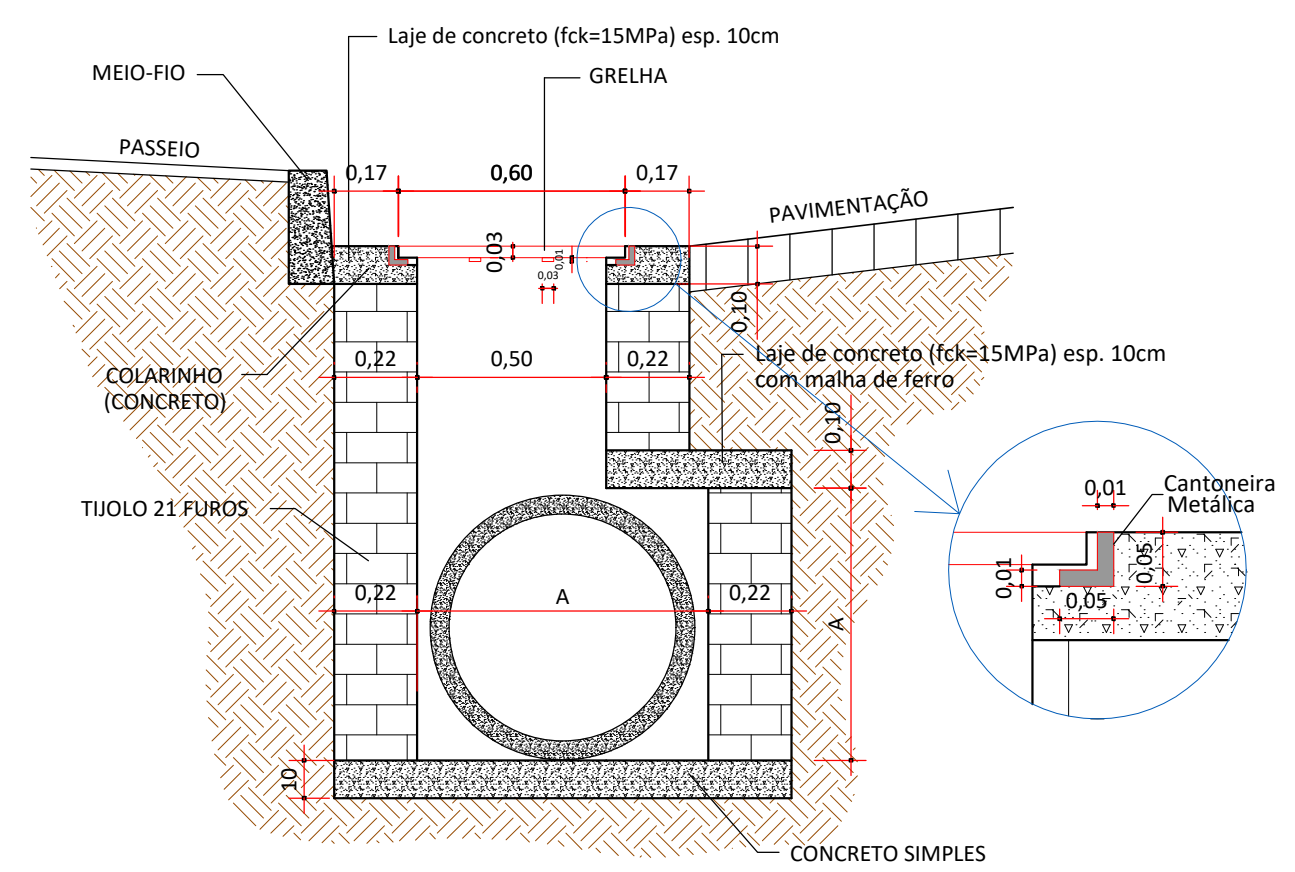 Laje de concreto (fck=15MPa) esp. 10cm
MEIO-FIO
GRELHA
PASSEIO
0,17
0,60
0,17
PAVIMENTAÇÃO
0,03
0,01
0,03
0,10
0,22
0,50
0,22
Laje de concreto (fck=15MPa) esp. 10cm
com malha de ferro
COLARINHO
(CONCRETO)
0,10
TIJOLO 21 FUROS
0,01
Cantoneira
Metálica
0,01
0,05
0,05
0,22
A
0,22
A
10
CONCRETO SIMPLES